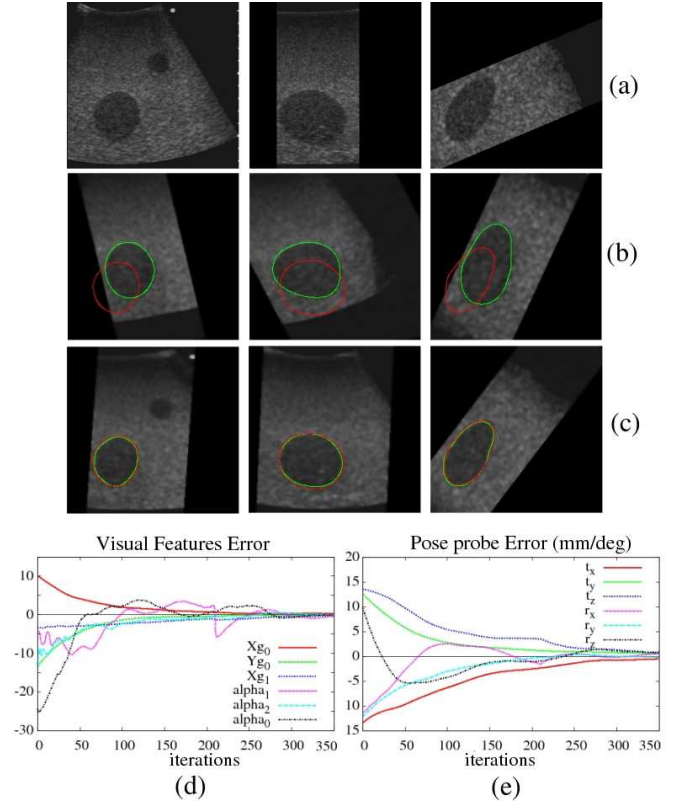 (a)
(b)
(c)
Visual Features Error
10
0
-10
-20
-30
Xg0
Yg0
Xg1
alpha1
alpha2
alpha0
0 50 100 150 200 250 300 350
iterations
(d)
Pose probe Error (mm/deg)
20
15
10
5
0
5
10
15
tx
ty
tz
rx
ry
rz
0 50 100 150 200 250 300 350
iterations
(e)